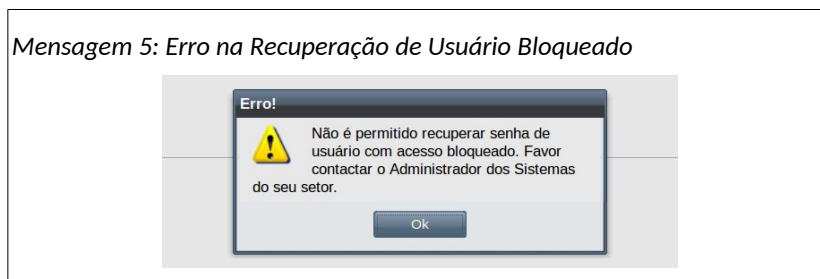 Mensagem 5: Erro na Recuperação de Usuário Bloqueado
Erro!
Não é permitido recuperar senha de
usuário com acesso bloqueado. Favor
contactar o Administrador dos Sistemas
do seu setor.
Ok